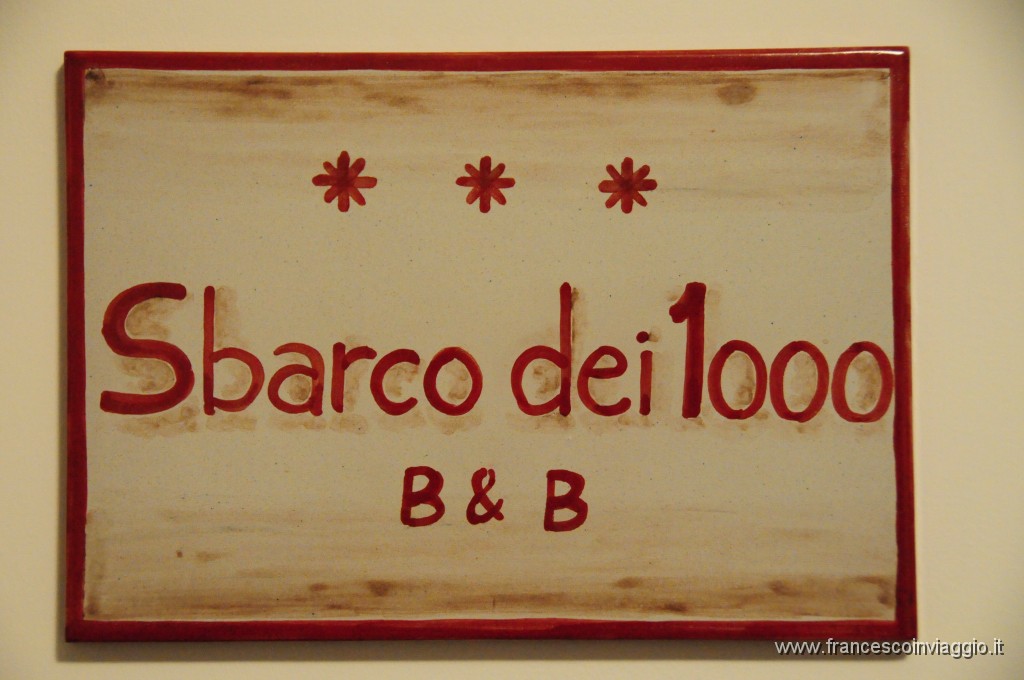 * * *
Sbarco dei 1000
B & B
www.francescoinviaggio.it